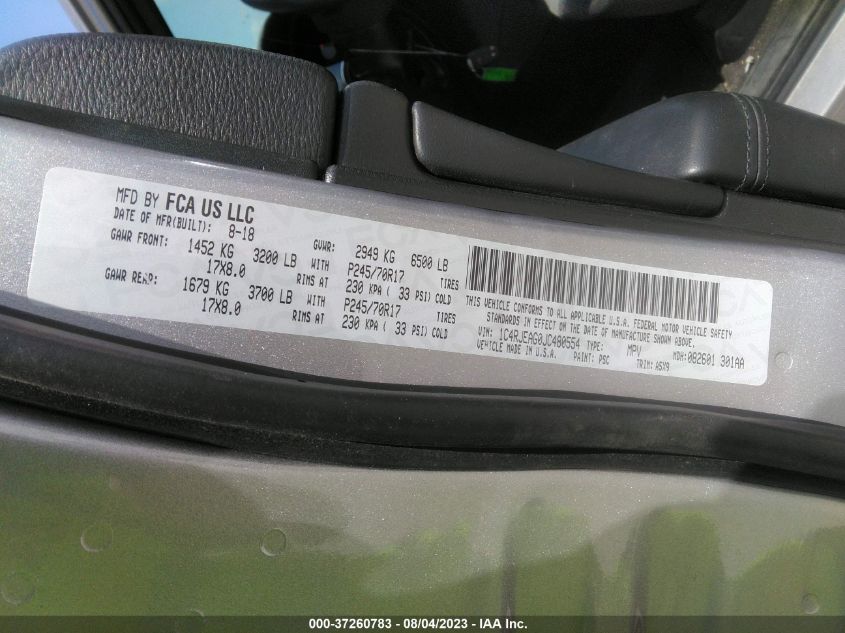 MFD BY FCA US LLC
DATE OF MFR(BUILT): 8-18 GVWR: 2949 KG 6500 LB
GAWR FRONT: 1452 KG 3200 LB WITH P245/70R17 TIRES
17X8.0 RIMS AT 230 KPA ( 33 PSI) COLD
GAWR REAR: 1679 KG 3700 LB WITH P245/70R17 TIRES
17X8.0 RIMS AT 230 KPA ( 33 PSI) COLD
THIS VEHICLE CONFORMS TO ALL APPLICABLE U.S.A. FEDERAL MOTOR VEHICLE SAFETY
STANDARDS IN EFFECT ON THE DATE OF MANUFACTURE SHOWN ABOVE.
VIN: 1C4RJEAG0JC480554 TYPE: MPV MDH: 082601 301AA
VEHICLE MADE IN U.S.A. PAINT: PSC TRIM: A5X9
000-37260783 - 08/04/2023 - IAA Inc.